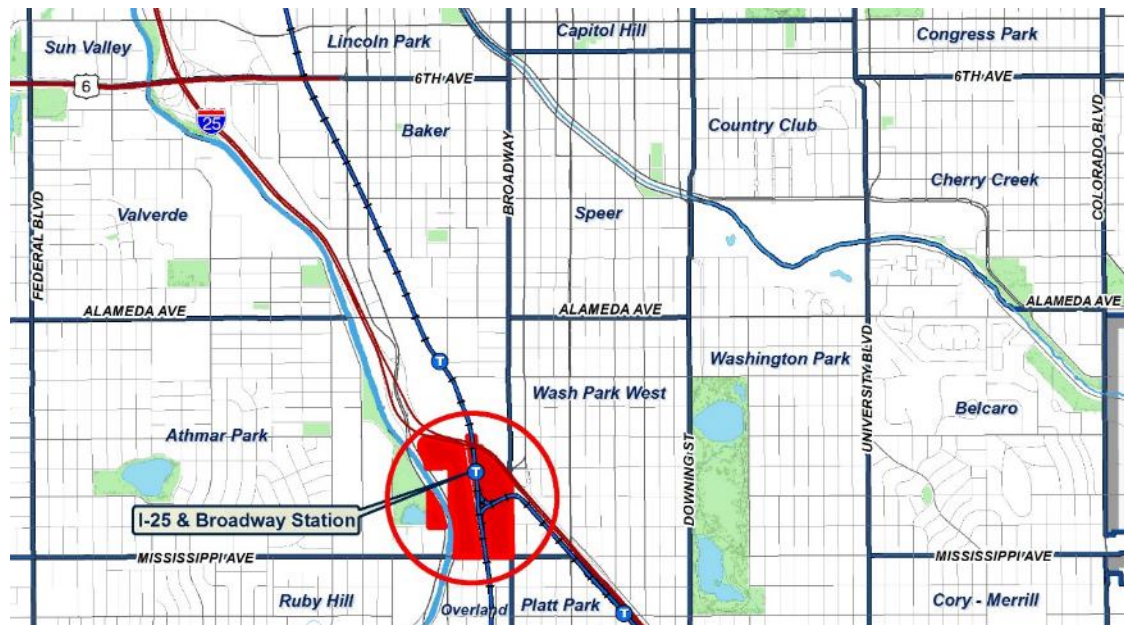 Sun Valley
Lincoln Park
Capitol Hill
Congress Park
6
6TH AVE
6TH AVE
25
Baker
Country Club
BROADWAY
COLORADO BLVD
Cherry Creek
Valverde
Speer
FEDERAL BLVD
ALAMEDA AVE
ALAMEDA AVE
ALAMEDA AVE
T
Washington Park
UNIVERSITY BLVD
Wash Park West
Belcaro
Athmar Park
T
DOWNING ST
I-25 & Broadway Station
MISSISSIPPI AVE
MISSISSIPPI AVE
Ruby Hill
Overland
Platt Park
T
Cory - Merrill